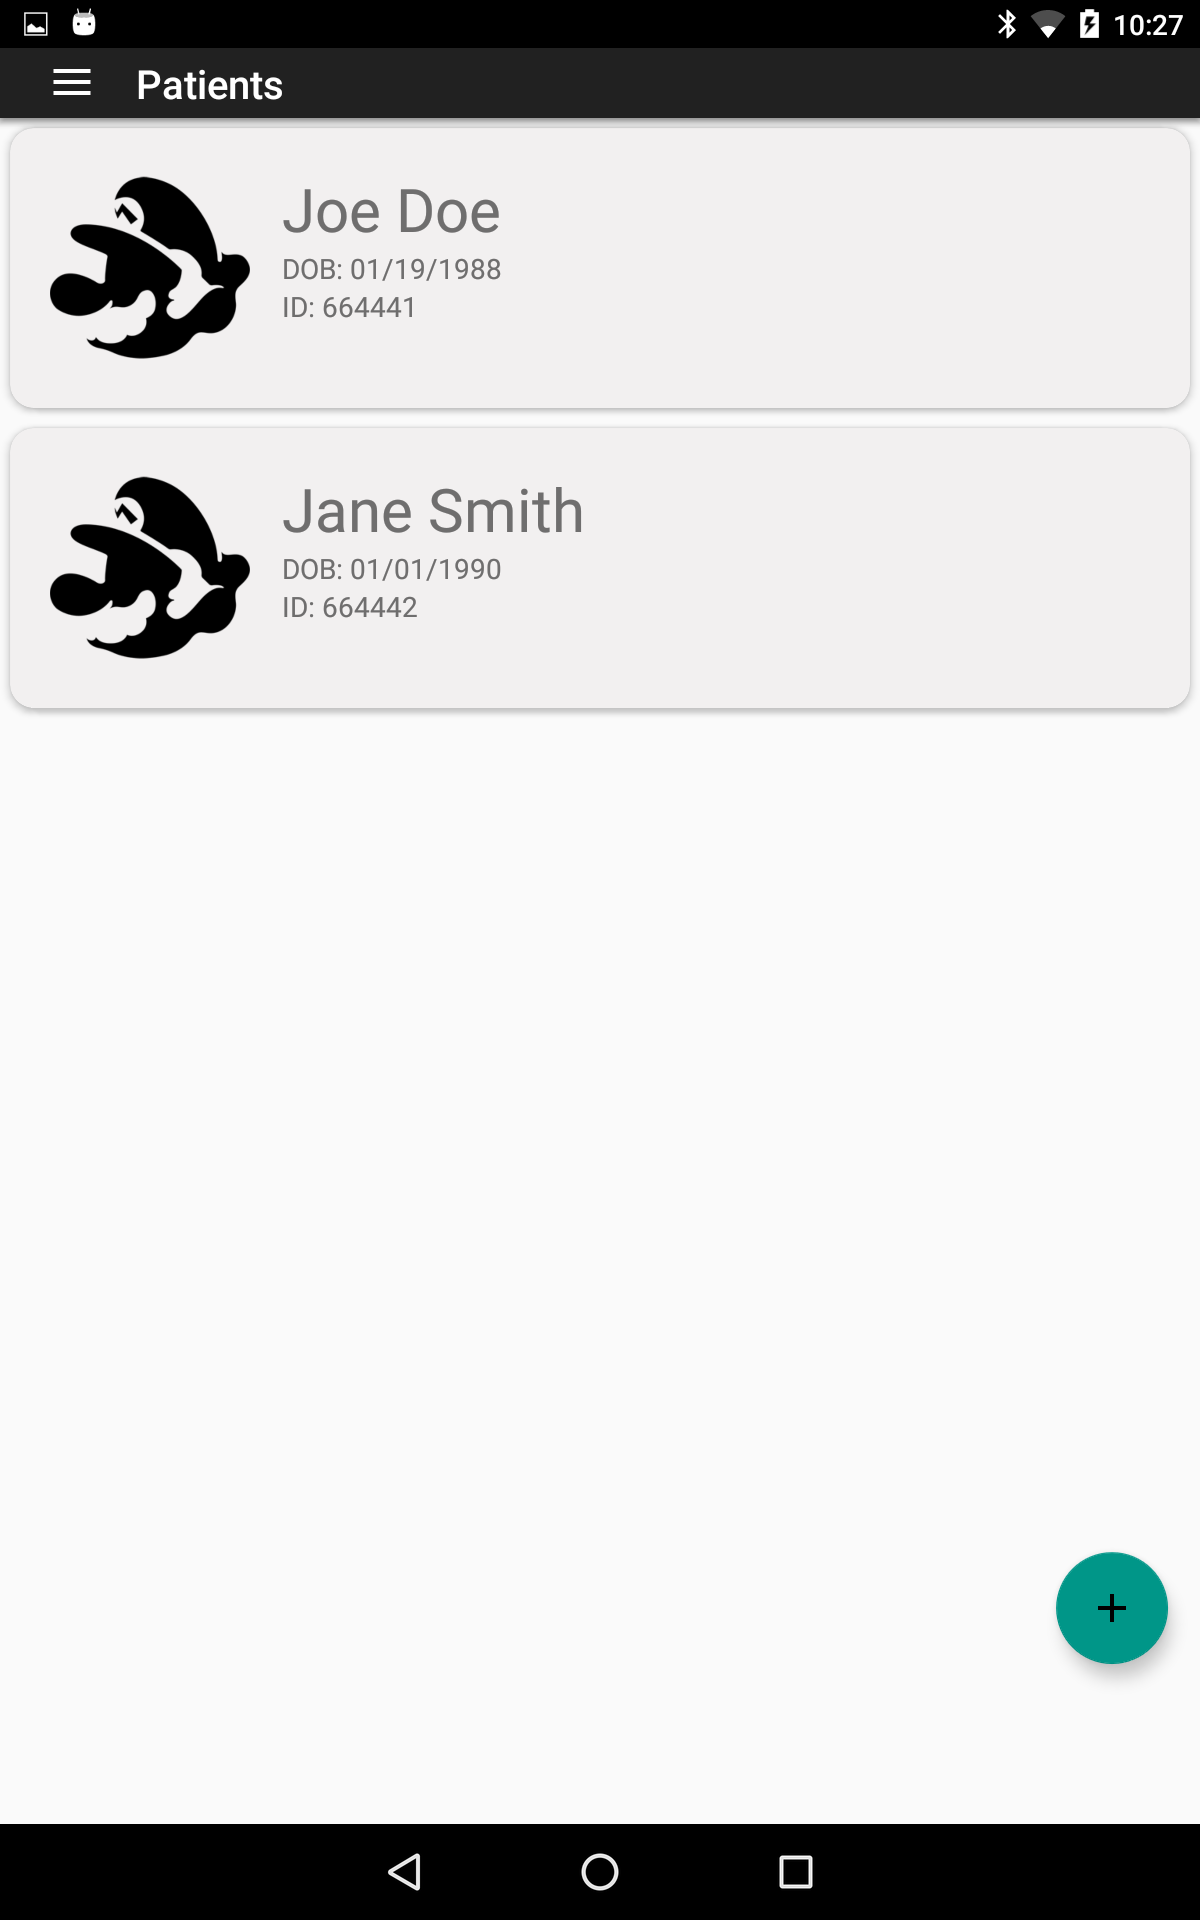 10:27
Patients
Joe Doe
DOB: 01/19/1988
ID: 664441
Jane Smith
DOB: 01/01/1990
ID: 664442